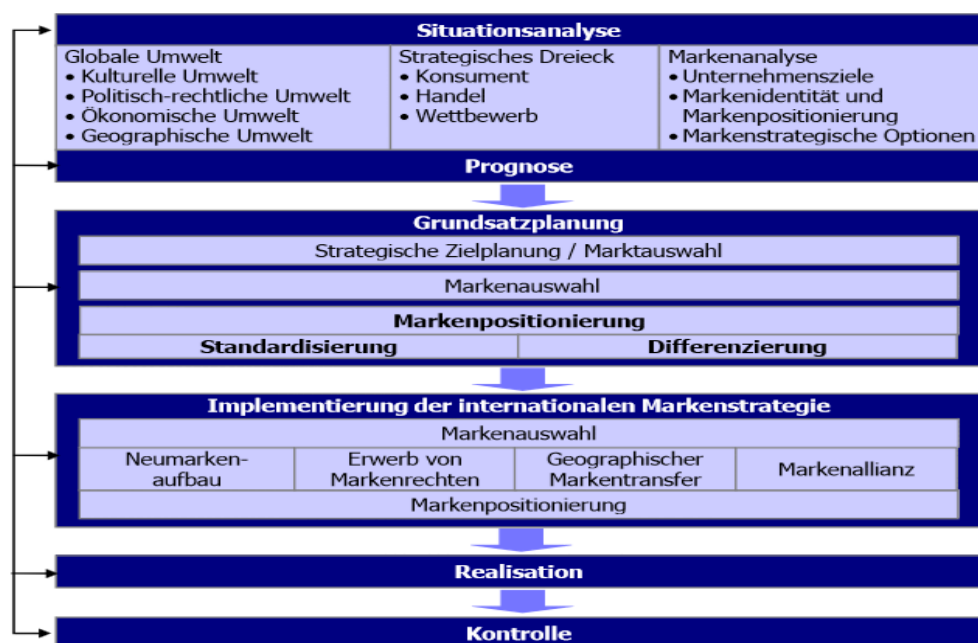 Situationsanalyse
Globale Umwelt
• Kulturelle Umwelt
• Politisch-rechtliche Umwelt
• Ökonomische Umwelt
• Geographische Umwelt
Strategisches Dreieck
• Konsument
• Handel
• Wettbewerb
Markenanalyse
• Unternehmensziele
• Markenidentität und
Markenpositionierung
• Markenstrategische Optionen
Prognose
Grundsatzplanung
Strategische Zielplanung / Marktauswahl
Markenauswahl
Markenpositionierung
Standardisierung
Differenzierung
Implementierung der internationalen Markenstrategie
Markenauswahl
Neumarken-
aufbau
Erwerb von
Markenrechten
Geographischer
Markentransfer
Markenallianz
Markenpositionierung
Realisation
Kontrolle